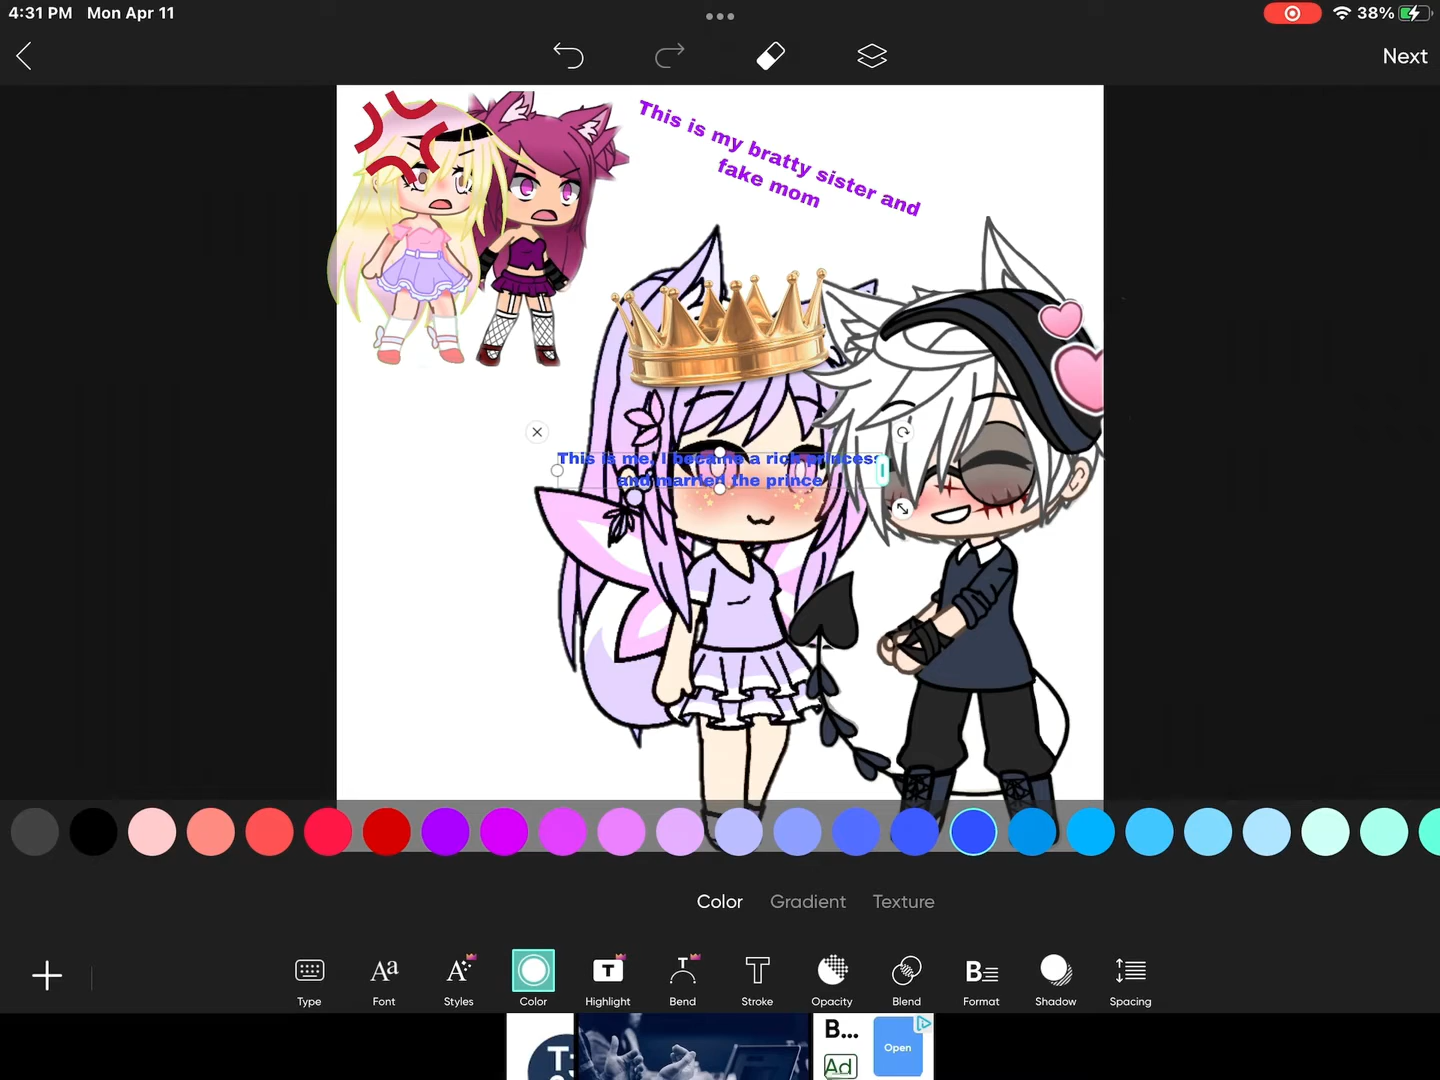 4:31 PM Mon Apr 11
38%
Next
This is my bratty sister and
fake mom
This is me. I became a rich princess
and married the prince
Color Gradient Texture
Type Font Styles Color Highlight Bend Stroke Opacity Blend Format Shadow Spacing
B...
Ad
Open